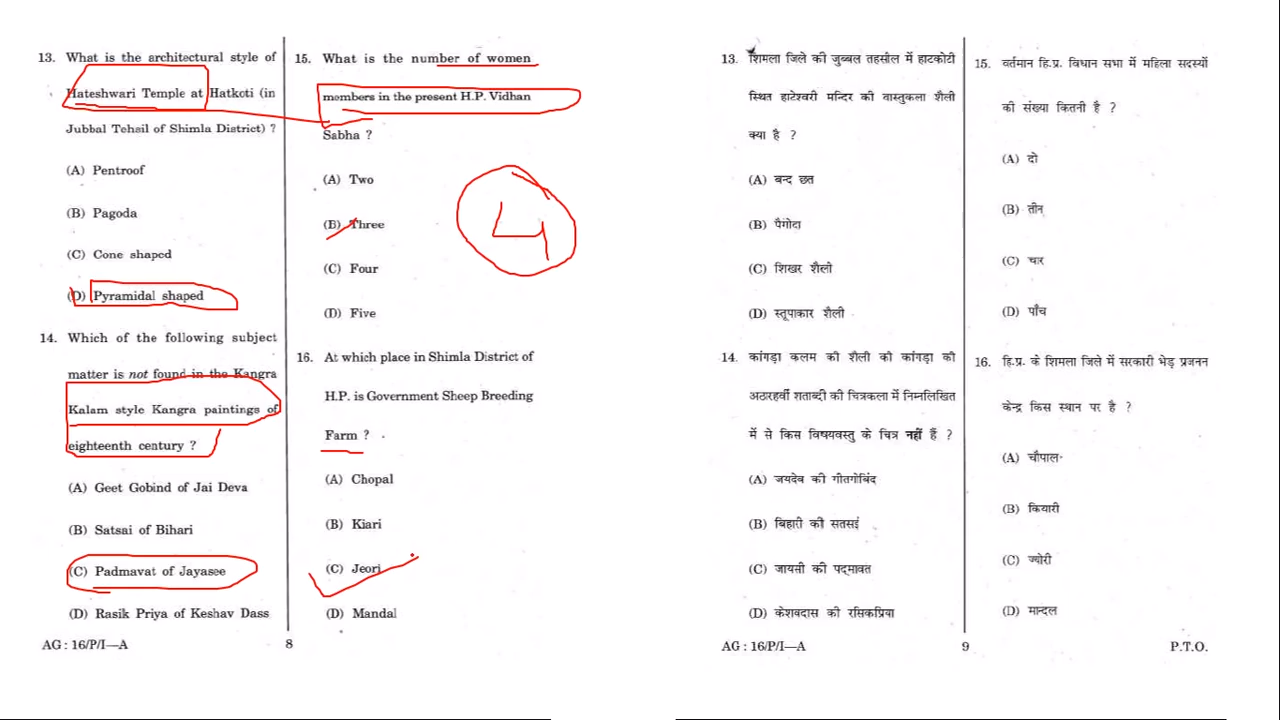 13. What is the architectural style of
Hateshwari Temple at Hatkoti (in
Jubbal Tehsil of Shimla District) ?
(A) Pentroof
(B) Pagoda
(C) Cone shaped
(D) Pyramidal shaped
14. Which of the following subject
matter is not found in the Kangra
Kalam style Kangra paintings of
eighteenth century ?
(A) Geet Gobind of Jai Deva
(B) Satsai of Bihari
(C) Padmavat of Jayasee
(D) Rasik Priya of Keshav Dass
AG : 16/P/I—A
8
15. What is the number of women
members in the present H.P. Vidhan
Sabha ?
(A) Two
(B) Three
(C) Four
(D) Five
4
16. At which place in Shimla District of
H.P. is Government Sheep Breeding
Farm ?
(A) Chopal
(B) Kiari
(C) Jeori
(D) Mandal
13. शिमला जिले की जुब्बल तहसील में हाटकोटी
स्थित हाटेश्वरी मन्दिर की वास्तुकला शैली
क्या है ?
(A) बन्द छत
(B) पैगोटा
(C) शिखर शैली
(D) स्तूपाकार शैली
14. कांगड़ा कलम की शैली की कांगड़ा की
अठारहवीं शताब्दी की चित्रकला में निम्नलिखित
में से किस विषयवस्तु के चित्र नहीं हैं ?
(A) जयदेव की गीतगोबिंद
(B) बिहारी की सतसई
(C) जायसी की पद्मावत
(D) केशवदास की रसिकप्रिया
AG : 16/P/I—A
9
15. वर्तमान हि.प्र. विधान सभा में महिला सदस्यों
की संख्या कितनी है ?
(A) दो
(B) तीन
(C) चार
(D) पाँच
16. हि.प्र. के शिमला जिले में सरकारी भेड़ प्रजनन
केन्द्र किस स्थान पर है ?
(A) चौपाल
(B) कियारी
(C) ज्योरी
(D) मान्दल
P.T.O.